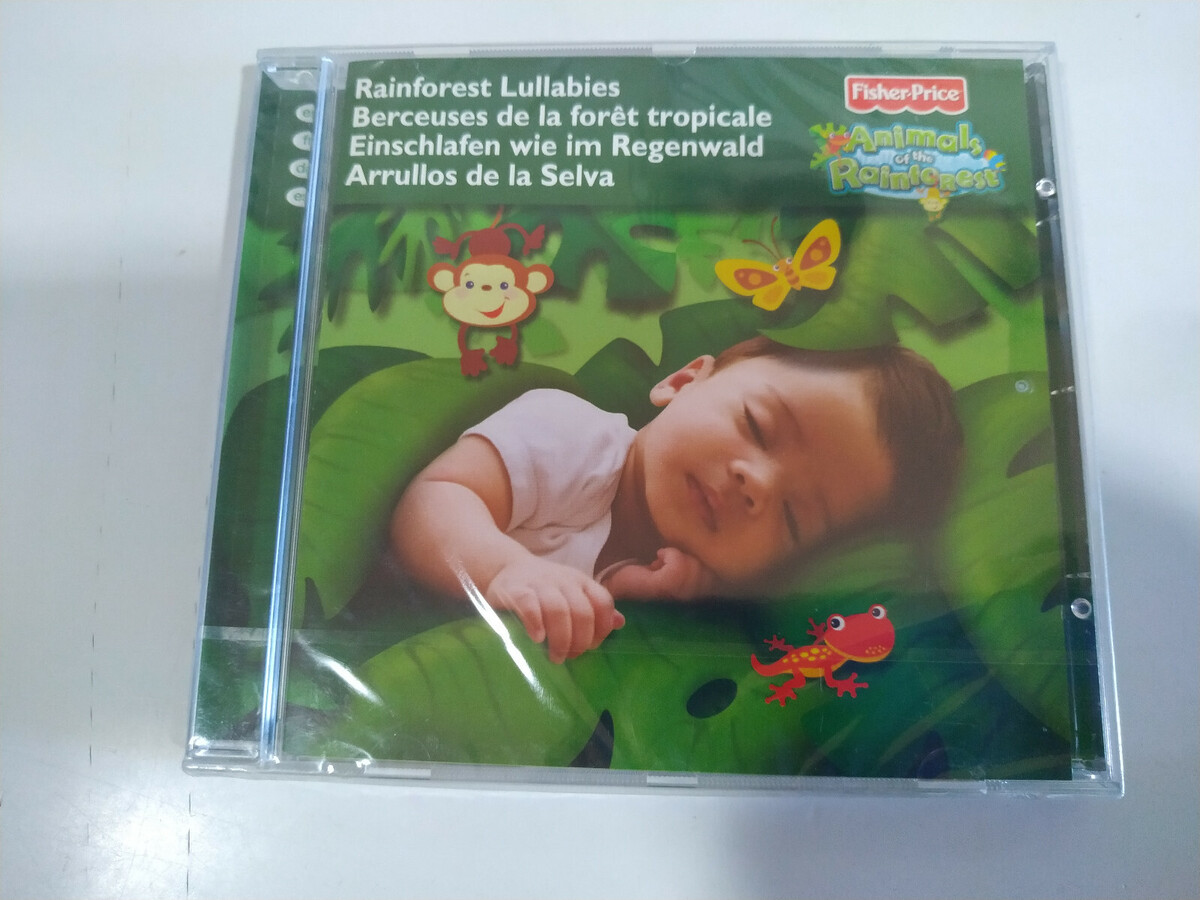 Rainforest Lullabies
Berceuses de la forêt tropicale
Einschlafen wie im Regenwald
Arrullos de la Selva
Fisher-Price
Animals
of the
Rainforest